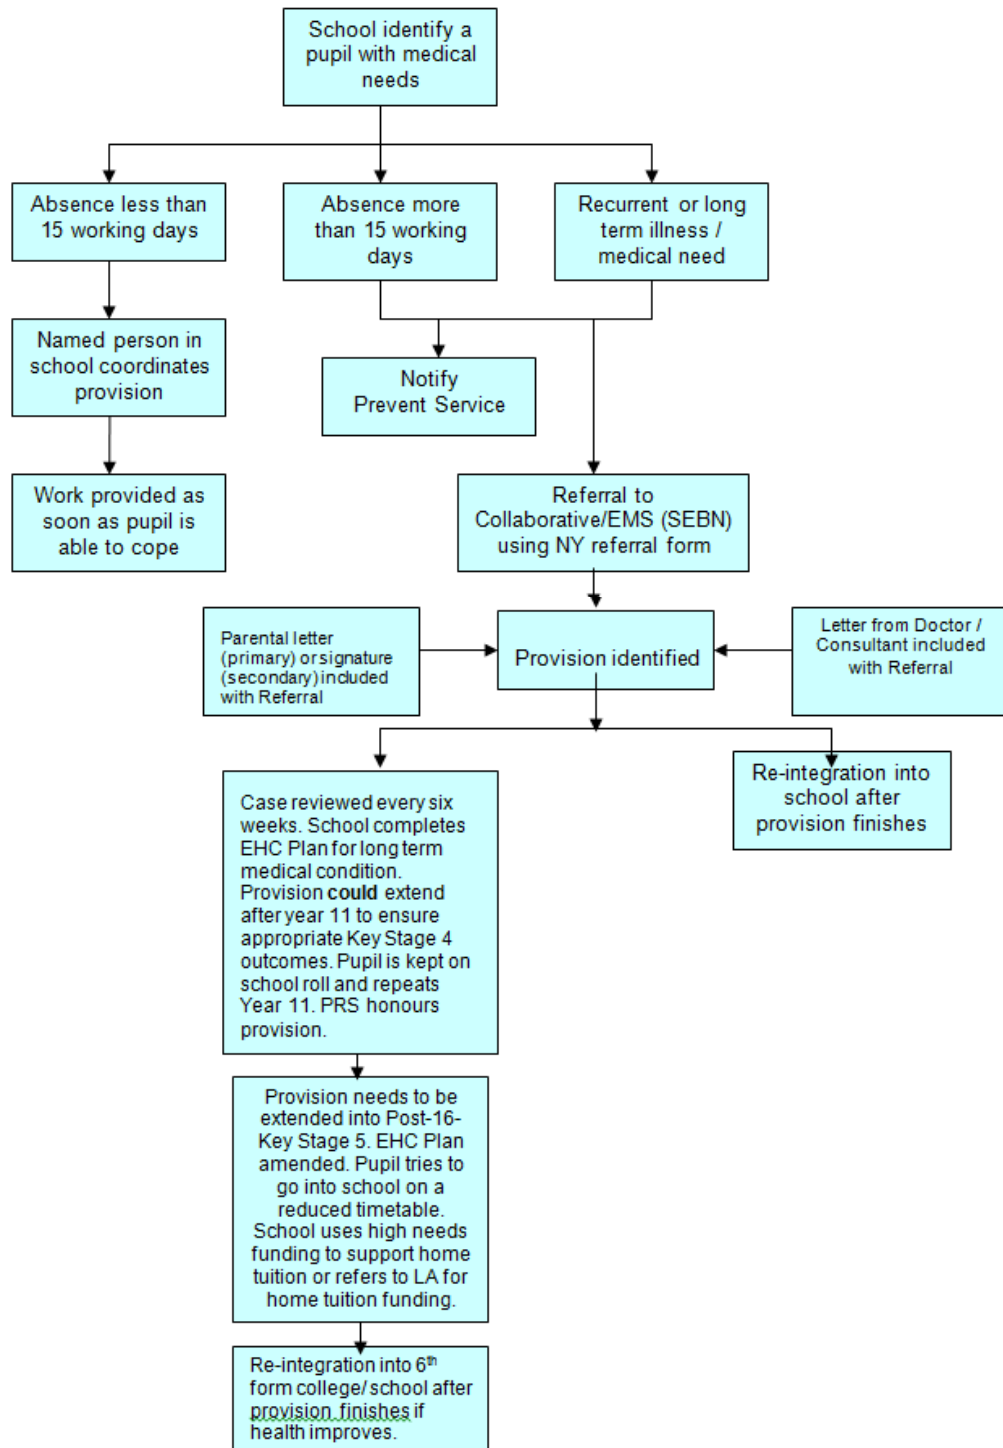 School identify a
pupil with medical
needs
Absence less than
15 working days
Absence more
than 15 working
days
Recurrent or long
term illness /
medical need
Named person in
school coordinates
provision
Notify
Prevent Service
Work provided as
soon as pupil is
able to cope
Referral to
Collaborative/EMS (SEBN)
using NY referral form
Parental letter
(primary) or signature
(secondary) included
with Referral
Provision identified
Letter from Doctor /
Consultant included
with Referral
Case reviewed every six
weeks. School completes
EHC Plan for long term
medical condition.
Provision could extend
after year 11 to ensure
appropriate Key Stage 4
outcomes. Pupil is kept on
school roll and repeats
Year 11. PRS honours
provision.
Re-integration into
school after
provision finishes
Provision needs to be
extended into Post-16-
Key Stage 5. EHC Plan
amended. Pupil tries to
go into school on a
reduced timetable.
School uses high needs
funding to support home
tuition or refers to LA for
home tuition funding.
Re-integration into 6th
form college/ school after
provision finishes if
health improves.